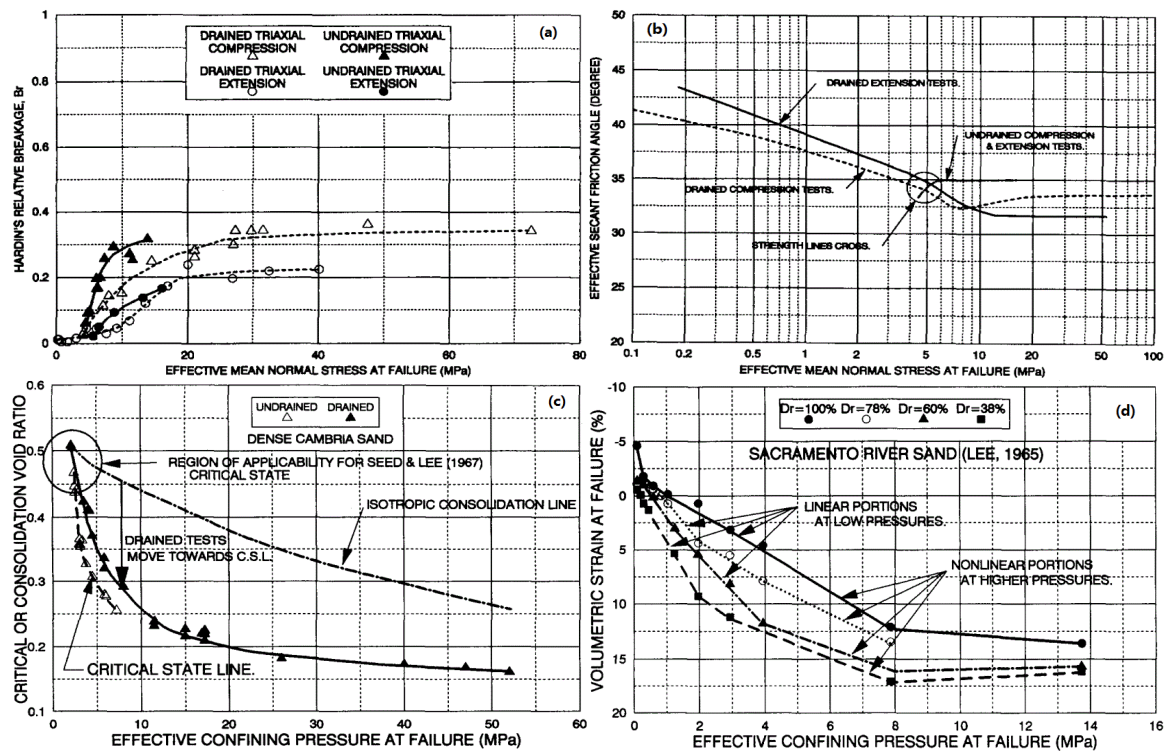 (a)
DRAINED TRIAXIAL UNDRAINED TRIAXIAL
COMPRESSION COMPRESSION
DRAINED TRIAXIAL UNDRAINED TRIAXIAL
EXTENSION EXTENSION
HARDIN'S RELATIVE BREAKAGE, Br
1
0.8
0.6
0.4
0.2
0
0 10 20 30 40 50 60 70 80
EFFECTIVE MEAN NORMAL STRESS AT FAILURE (MPa)
(b)
EFFECTIVE SECANT FRICTION ANGLE (DEGREE)
50
45
40
35
30
25
20
DRAINED EXTENSION TESTS.
UNDRAINED COMPRESSION
& EXTENSION TESTS.
DRAINED COMPRESSION TESTS.
STRENGTH LINES CROSS.
0.1 0.2 0.5 1 2 5 10 20 50 100
EFFECTIVE MEAN NORMAL STRESS AT FAILURE (MPa)
(c)
CRITICAL OR CONSOLIDATION VOID RATIO
0.6
0.5
0.4
0.3
0.2
0.1
UNDRAINED DRAINED
DENSE CAMBRIA SAND
REGION OF APPLICABILITY FOR SEED & LEE (1967)
CRITICAL STATE
ISOTROPIC CONSOLIDATION LINE
DRAINED TESTS
MOVE TOWARDS C.S.L.
CRITICAL STATE LINE.
0 10 20 30 40 50 60
EFFECTIVE CONFINING PRESSURE AT FAILURE (MPa)
(d)
VOLUMETRIC STRAIN AT FAILURE (%)
-10
-5
0
5
10
15
20
Dr=100% Dr=78% Dr=60% Dr=38%
SACRAMENTO RIVER SAND (LEE, 1965)
LINEAR PORTIONS
AT LOW PRESSURES.
NONLINEAR PORTIONS
AT HIGHER PRESSURES.
0 2 4 6 8 10 12 14 16
EFFECTIVE CONFINING PRESSURE AT FAILURE (MPa)